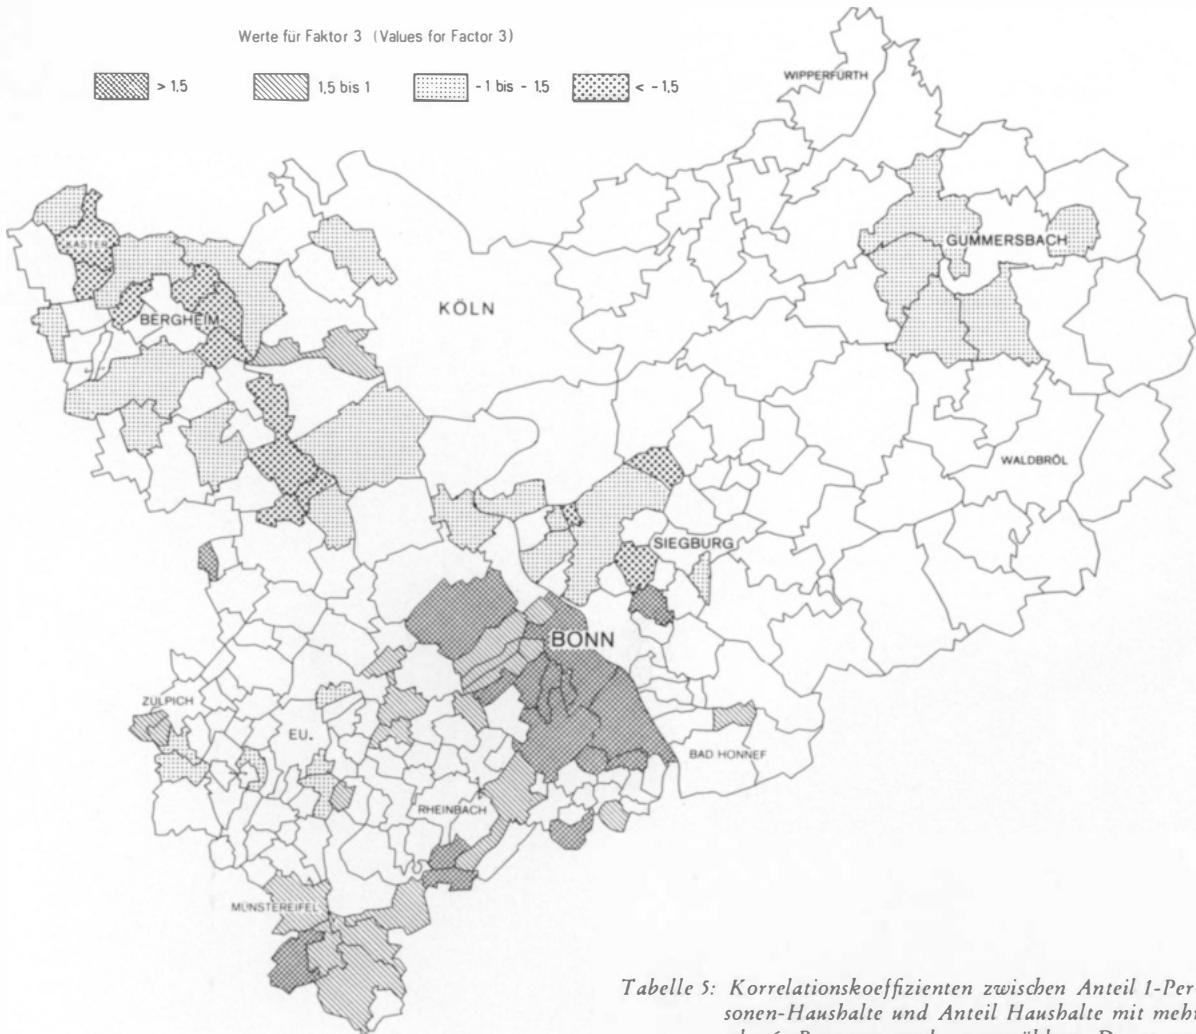 Werte für Faktor 3 (Values for Factor 3)
> 1.5
1,5 bis 1
- 1 bis - 1,5
< - 1,5
WIPPERFÜRTH
KASTER
GUMMERSBACH
BERGHEIM
KÖLN
WALDBRÖL
SIEGBURG
BONN
ZÜLPICH
EU.
BAD HONNEF
RHEINBACH
MÜNSTEREIFEL
Tabelle 5: Korrelationskoeffizienten zwischen Anteil 1-Per-
sonen-Haushalte und Anteil Haushalte mit mehr